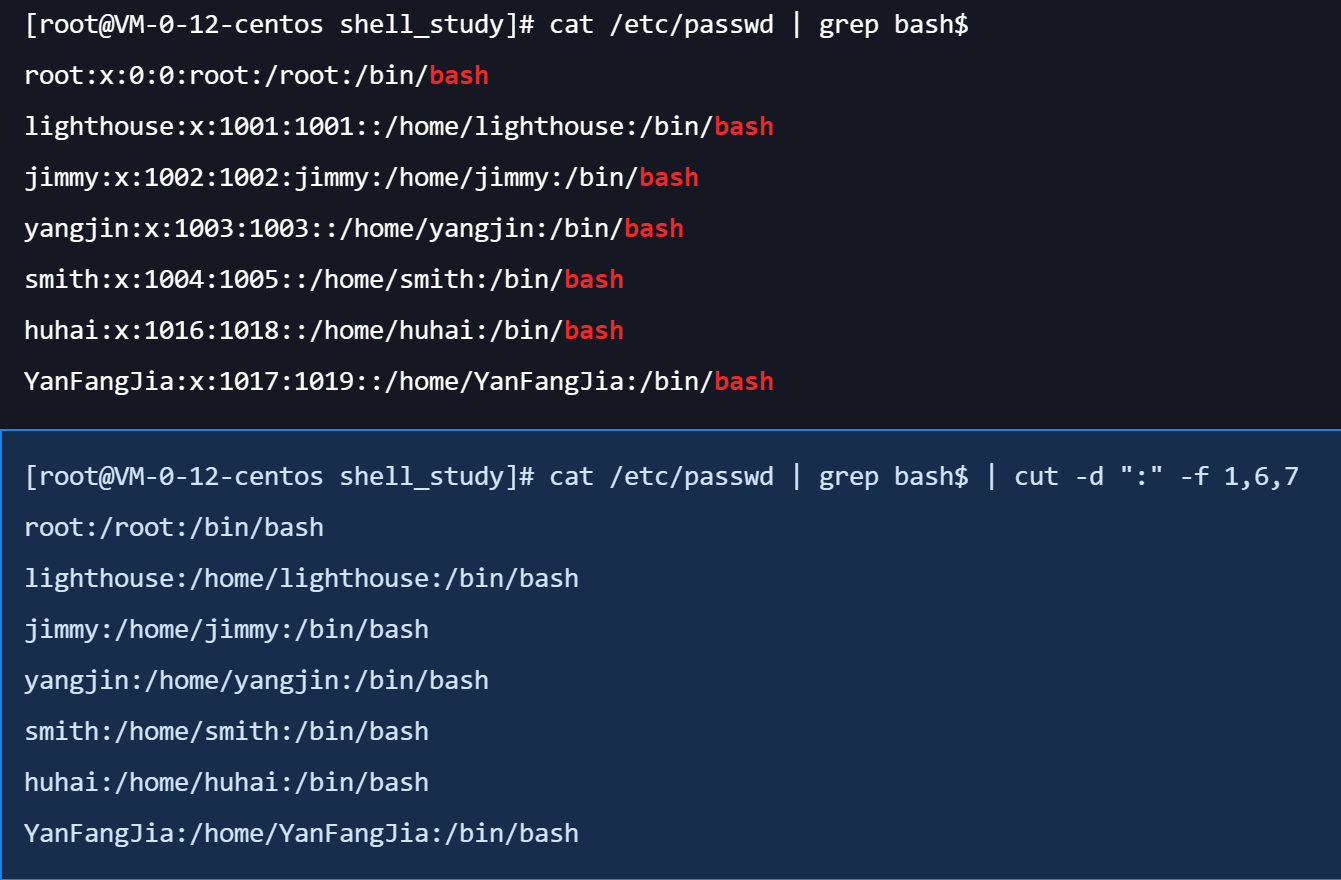 [root@VM-0-12-centos shell_study]# cat /etc/passwd | grep bash$
root:x:0:0:root:/root:/bin/bash
lighthouse:x:1001:1001::/home/lighthouse:/bin/bash
jimmy:x:1002:1002:jimmy:/home/jimmy:/bin/bash
yangjin:x:1003:1003::/home/yangjin:/bin/bash
smith:x:1004:1005::/home/smith:/bin/bash
huhai:x:1016:1018::/home/huhai:/bin/bash
YanFangJia:x:1017:1019::/home/YanFangJia:/bin/bash
[root@VM-0-12-centos shell_study]# cat /etc/passwd | grep bash$ | cut -d ":" -f 1,6,7
root:/root:/bin/bash
lighthouse:/home/lighthouse:/bin/bash
jimmy:/home/jimmy:/bin/bash
yangjin:/home/yangjin:/bin/bash
smith:/home/smith:/bin/bash
huhai:/home/huhai:/bin/bash
YanFangJia:/home/YanFangJia:/bin/bash